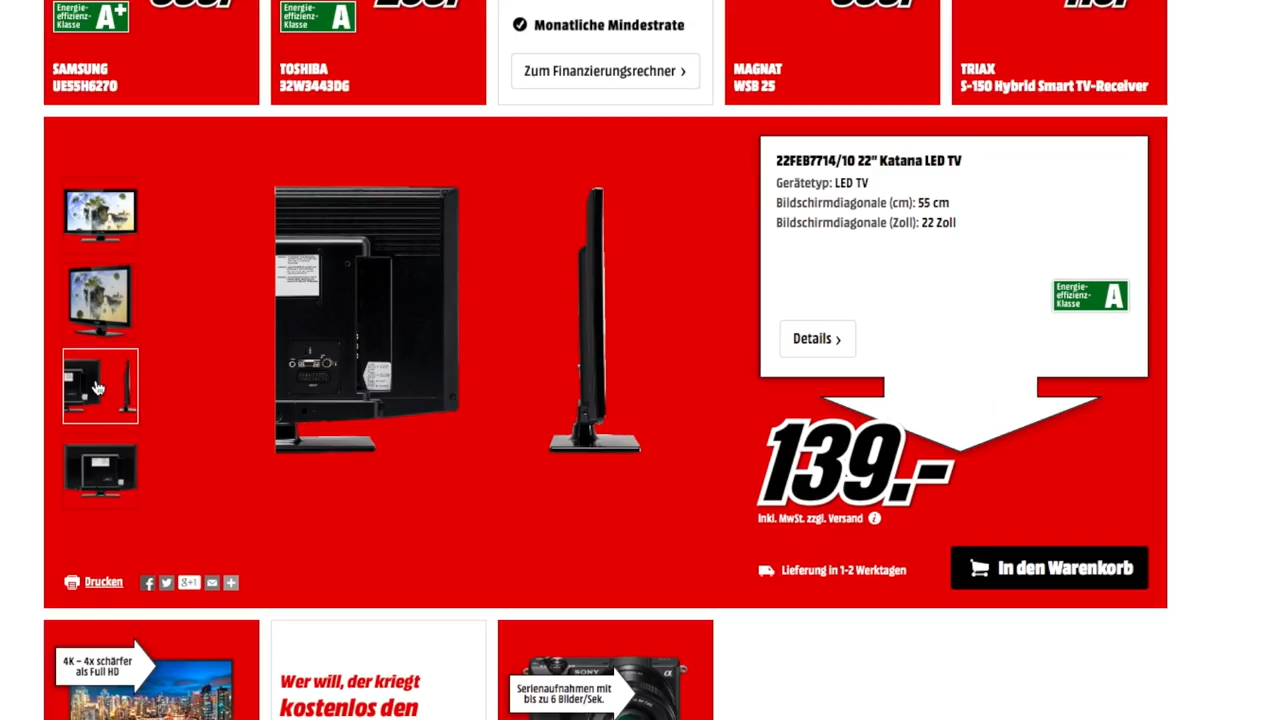 Energie-
effizienz-
Klasse
A+
Energie-
effizienz-
Klasse
A
Monatliche Mindestrate
Zum Finanzierungsrechner ›
SAMSUNG
UE55H6270
TOSHIBA
32W3443DG
MAGNAT
WSB 25
TRIAX
S-150 Hybrid Smart TV-Receiver
22FEB7714/10 22" Katana LED TV
Gerätetyp: LED TV
Bildschirmdiagonale (cm): 55 cm
Bildschirmdiagonale (Zoll): 22 Zoll
Energie-
effizienz-
Klasse
A
Details ›
139.-
Inkl. MwSt. zzgl. Versand i
Lieferung in 1-2 Werktagen
In den Warenkorb
Drucken
8+1
4K – 4x schärfer
als Full HD
Wer will, der kriegt
kostenlos den
SONY
α
Serienaufnahmen mit
bis zu 6 Bilder/Sek.